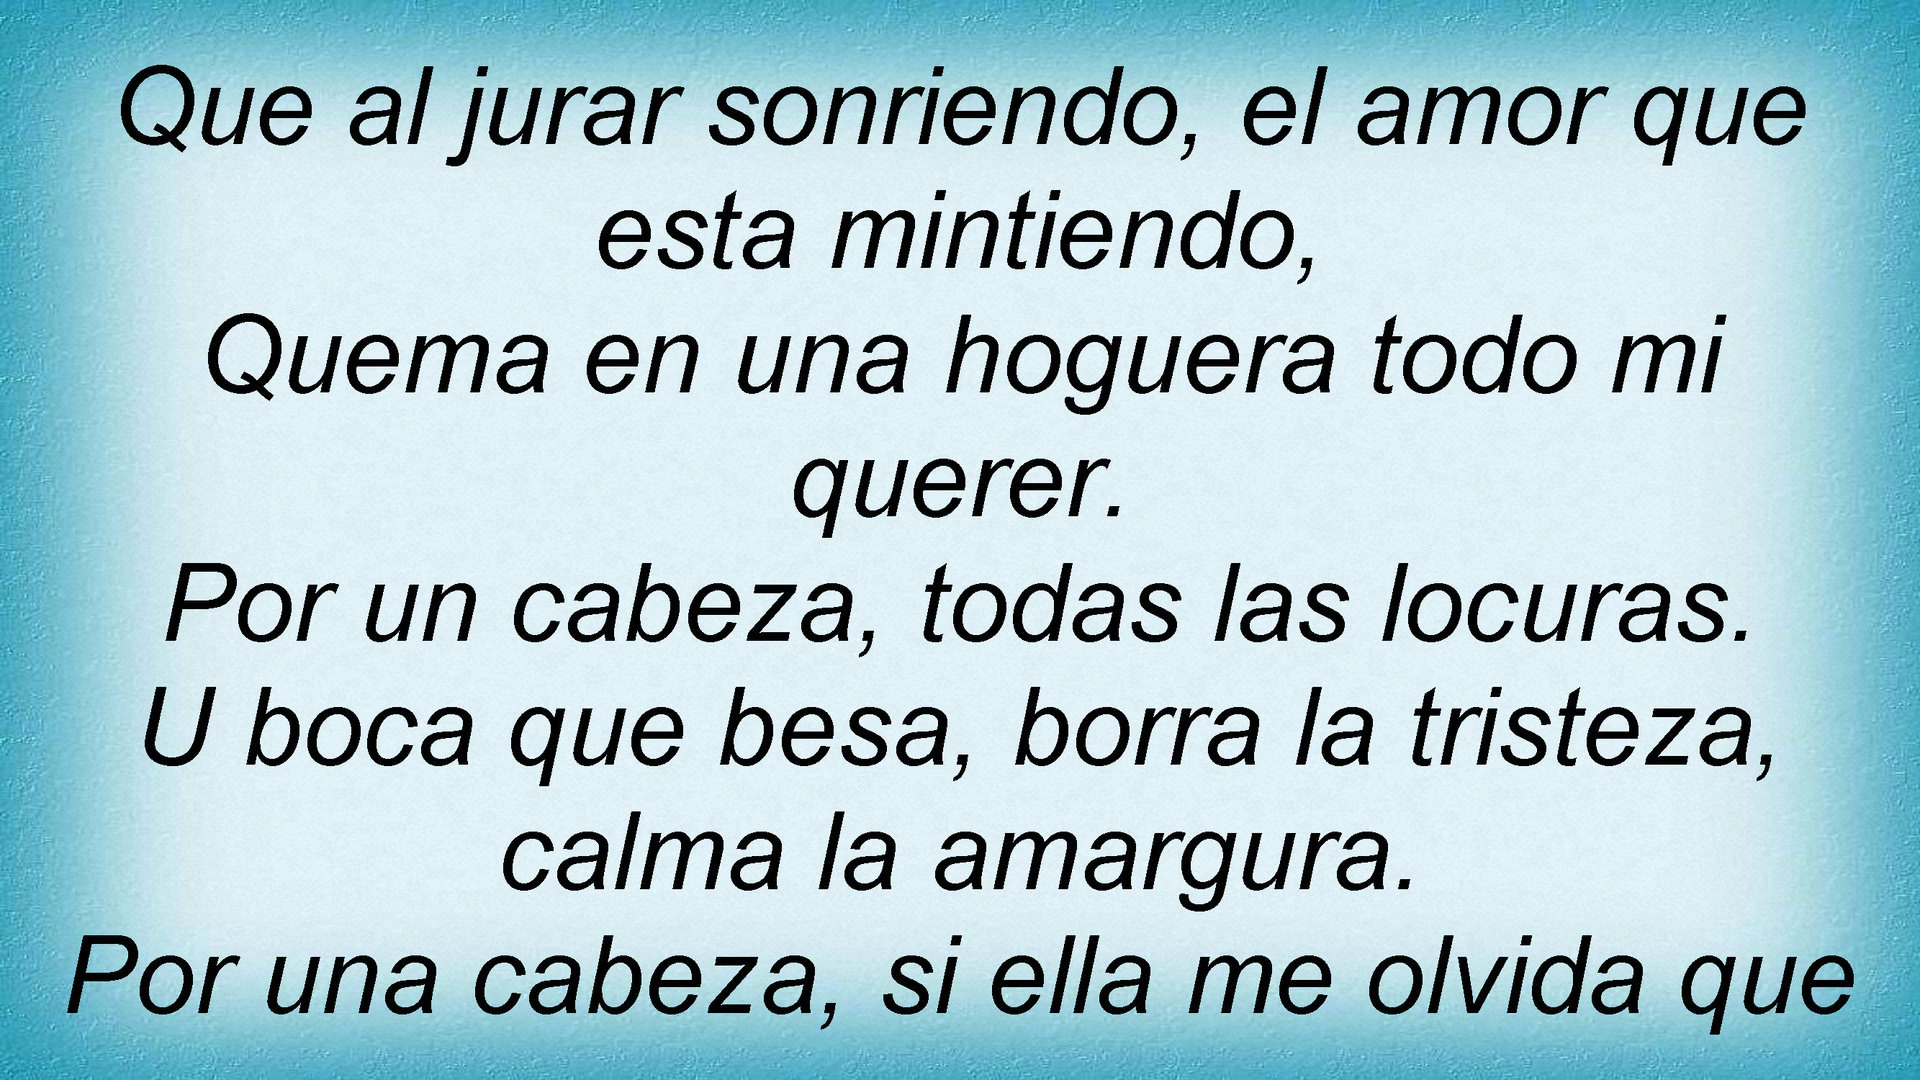 Que al jurar sonriendo, el amor que
esta mintiendo,
Quema en una hoguera todo mi
querer.
Por un cabeza, todas las locuras.
U boca que besa, borra la tristeza,
calma la amargura.
Por una cabeza, si ella me olvida que